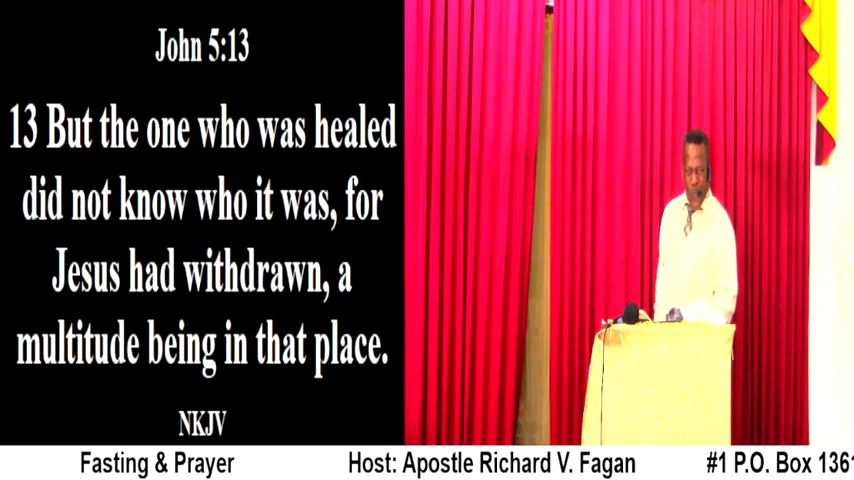 John 5:13
13 But the one who was healed
did not know who it was, for
Jesus had withdrawn, a
multitude being in that place.
NKJV
Fasting & Prayer Host: Apostle Richard V. Fagan #1 P.O. Box 1361